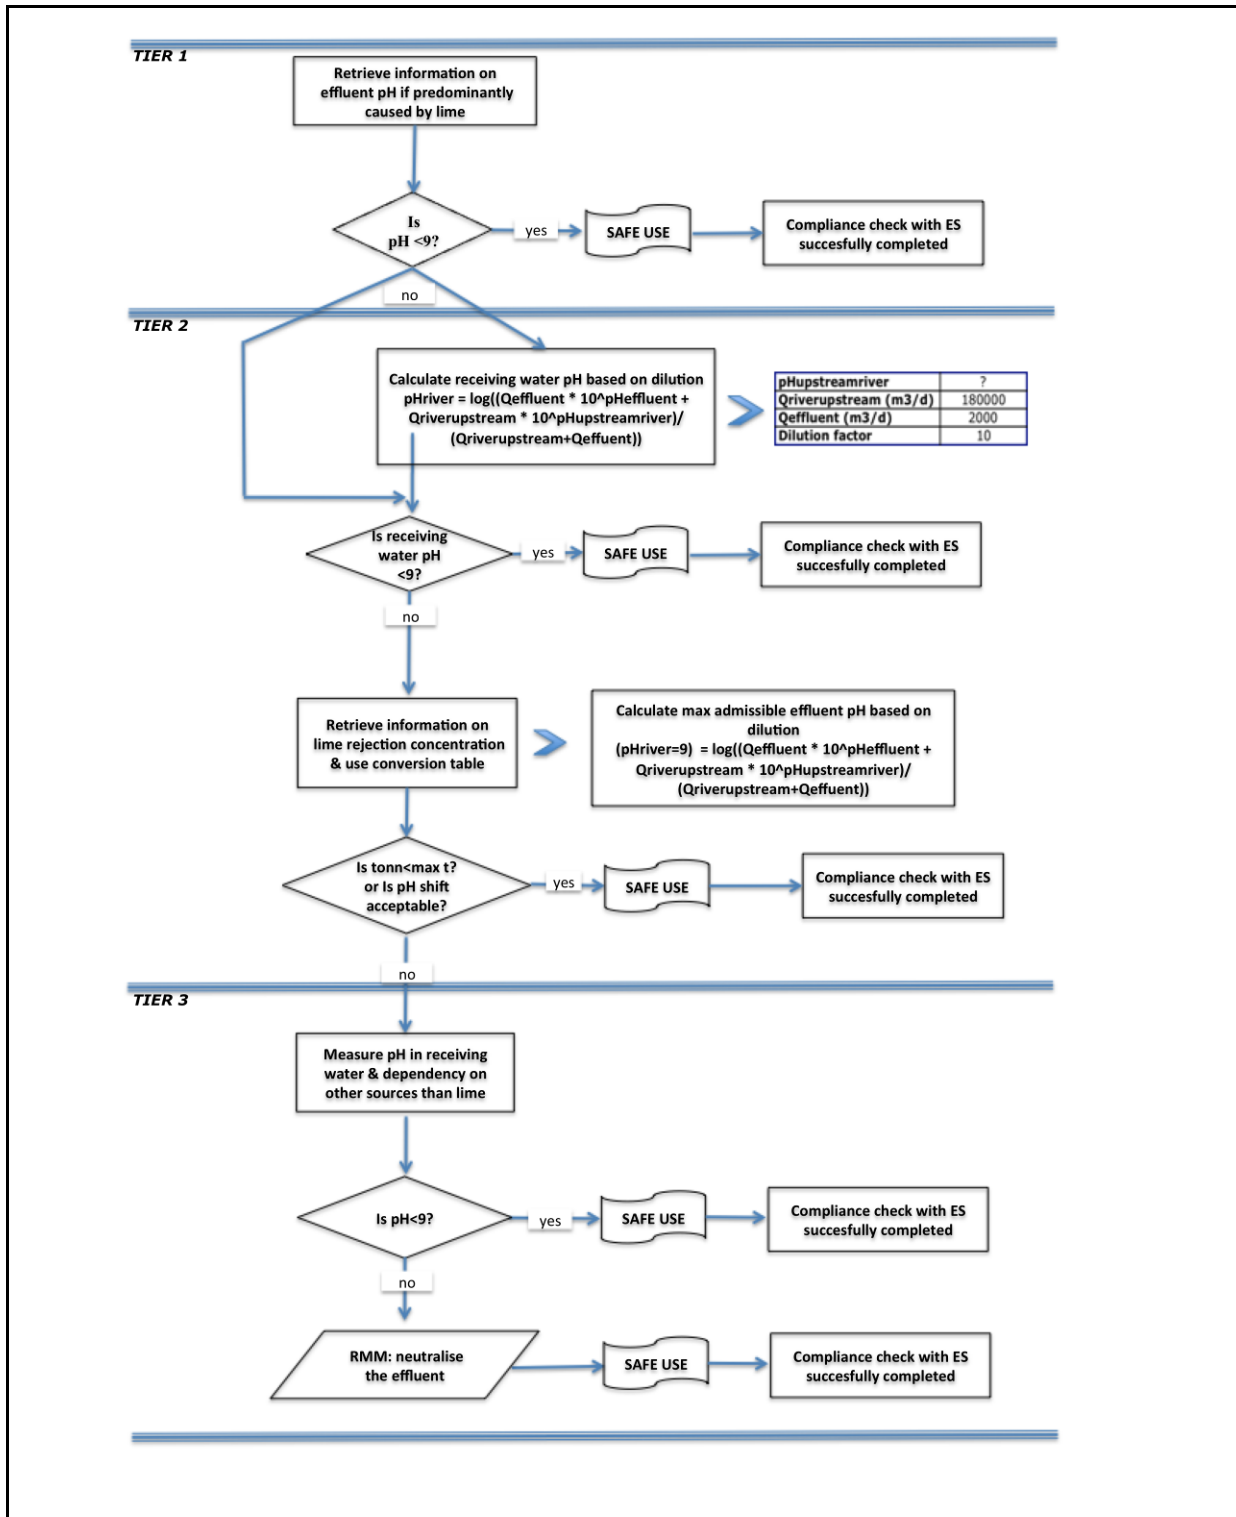 TIER 1
Retrieve information on
effluent pH if predominantly
caused by lime
Is
pH <9?
yes
SAFE USE
Compliance check with ES
succesfully completed
no
TIER 2
Calculate receiving water pH based on dilution
pHriver = log((Qeffluent * 10^pHeffluent +
Qriverupstream * 10^pHupstreamriver)/
(Qriverupstream+Qeffuent))
pHupstreamriver ?
Qriverupstream (m3/d) 180000
Qeffluent (m3/d) 2000
Dilution factor 10
Is receiving
water pH
<9?
yes
SAFE USE
Compliance check with ES
succesfully completed
no
Retrieve information on
lime rejection concentration
& use conversion table
Calculate max admissible effluent pH based on
dilution
(pHriver=9) = log((Qeffluent * 10^pHeffluent +
Qriverupstream * 10^pHupstreamriver)/
(Qriverupstream+Qeffuent))
Is tonn<max t?
or Is pH shift
acceptable?
yes
SAFE USE
Compliance check with ES
succesfully completed
no
TIER 3
Measure pH in receiving
water & dependency on
other sources than lime
Is pH<9?
yes
SAFE USE
Compliance check with ES
succesfully completed
no
RMM: neutralise
the effluent
SAFE USE
Compliance check with ES
succesfully completed